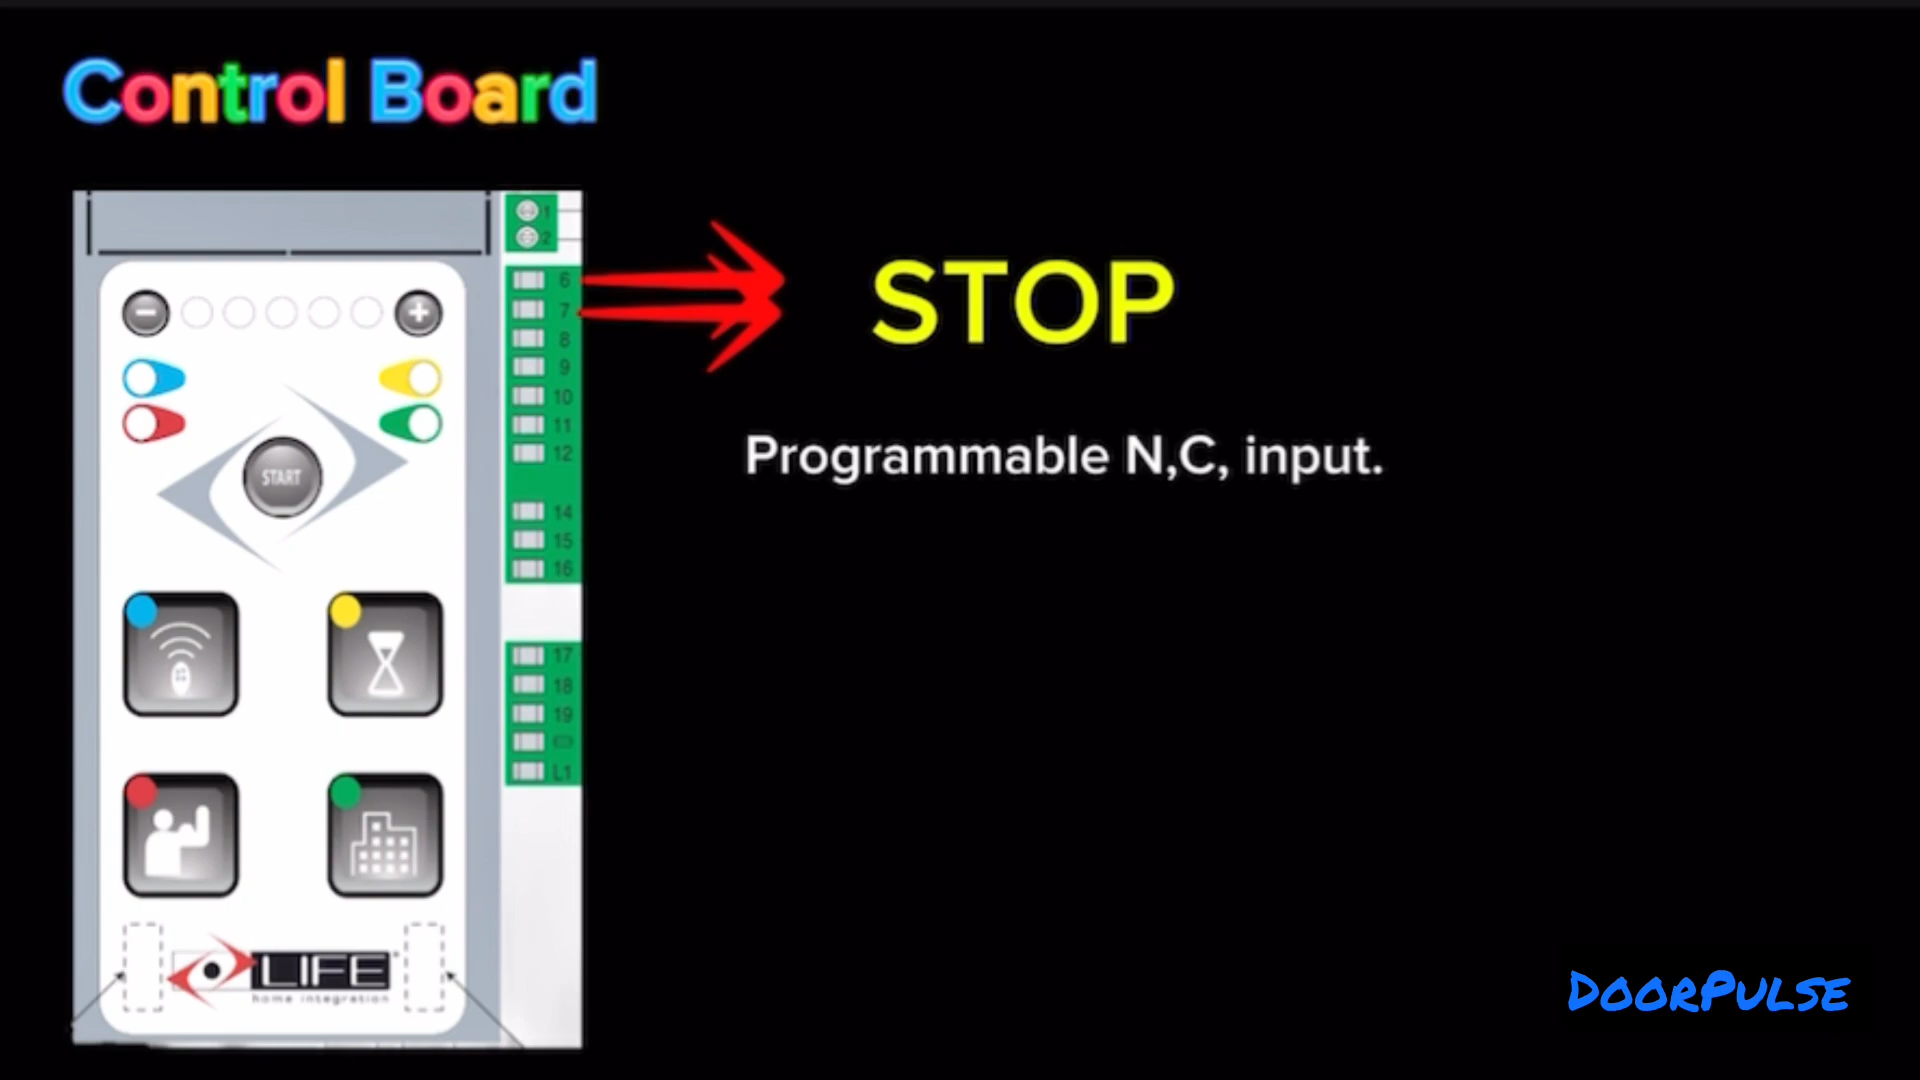 Control Board
1
2
6
7
8
9
10
11
12
14
15
16
17
18
19
L1
START
STOP
Programmable N,C, input.
LIFE
home integration
DOORPULSE